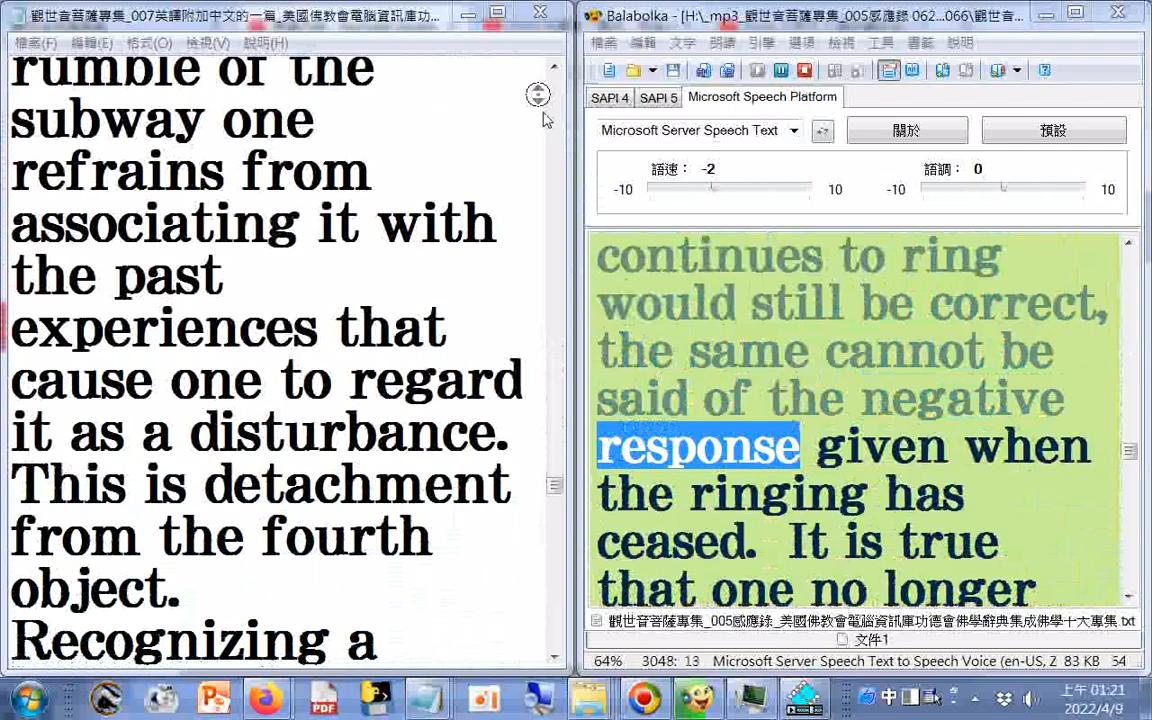 觀世音菩薩專集_007英譯附加中文的一篇_美國佛教會電腦資訊庫功...
檔案(F) 編輯(E) 格式(O) 檢視(V) 說明(H)
rumble of the
subway one
refrains from
associating it with
the past
experiences that
cause one to regard
it as a disturbance.
This is detachment
from the fourth
object.
Recognizing a
Balabolka - [H:\_mp3_觀世音菩薩專集_005感應錄 062...066\觀世音...
檔案 編輯 文字 朗讀 引擎 選項 檢視 工具 書籤 說明
SAPI 4 SAPI 5 Microsoft Speech Platform
Microsoft Server Speech Text 關於 預設
語速： -2 語調： 0
-10 10 -10 10
continues to ring
would still be correct,
the same cannot be
said of the negative
response given when
the ringing has
ceased. It is true
that one no longer
觀世音菩薩專集_005感應錄_美國佛教會電腦資訊庫功德會佛學辭典集成佛學十大專集 txt
文件1
64% 3048: 13 Microsoft Server Speech Text to Speech Voice (en-US, Z 83 KB 54
PDF
中
上午 01:21
2022/4/9